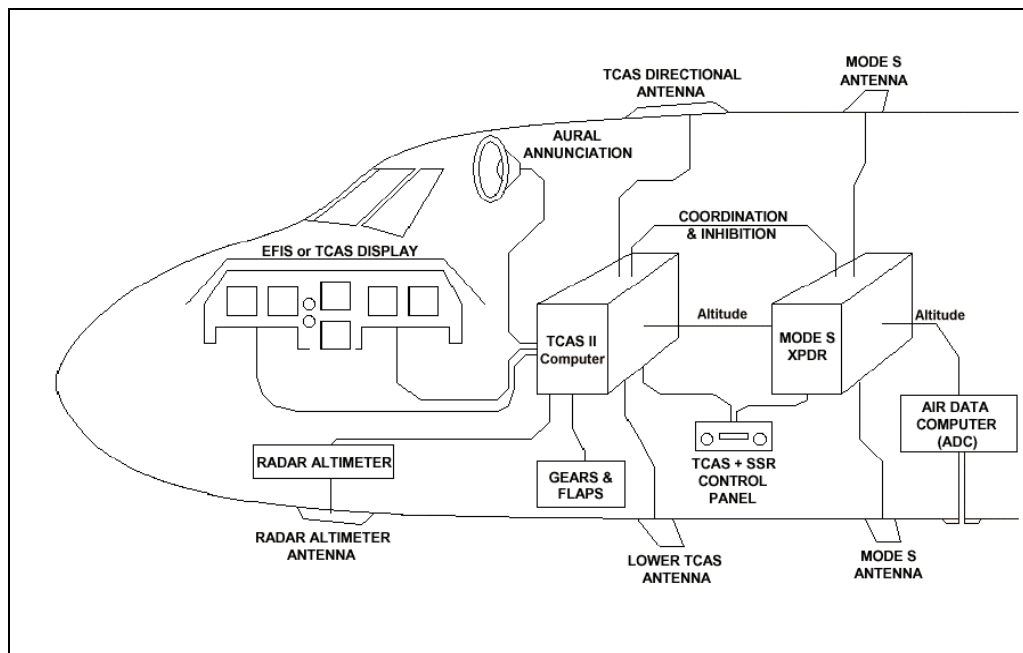 MODE S
ANTENNA
TCAS DIRECTIONAL
ANTENNA
AURAL
ANNUNCIATION
COORDINATION
& INHIBITION
EFIS or TCAS DISPLAY
Altitude
Altitude
TCAS II
Computer
MODE S
XPDR
AIR DATA
COMPUTER
(ADC)
RADAR ALTIMETER
GEARS &
FLAPS
TCAS + SSR
CONTROL
PANEL
RADAR ALTIMETER
ANTENNA
LOWER TCAS
ANTENNA
MODE S
ANTENNA